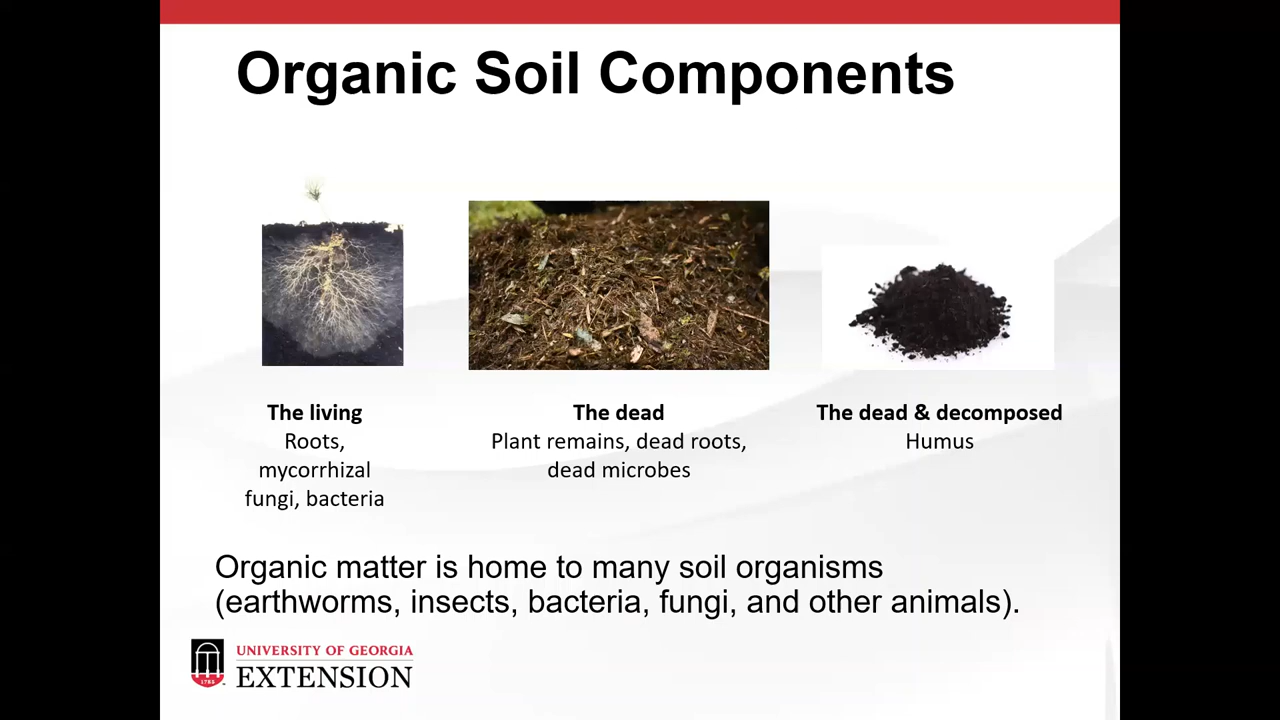 Organic Soil Components
The living
Roots,
mycorrhizal
fungi, bacteria
The dead
Plant remains, dead roots,
dead microbes
The dead & decomposed
Humus
Organic matter is home to many soil organisms
(earthworms, insects, bacteria, fungi, and other animals).
1785
UNIVERSITY OF GEORGIA
EXTENSION